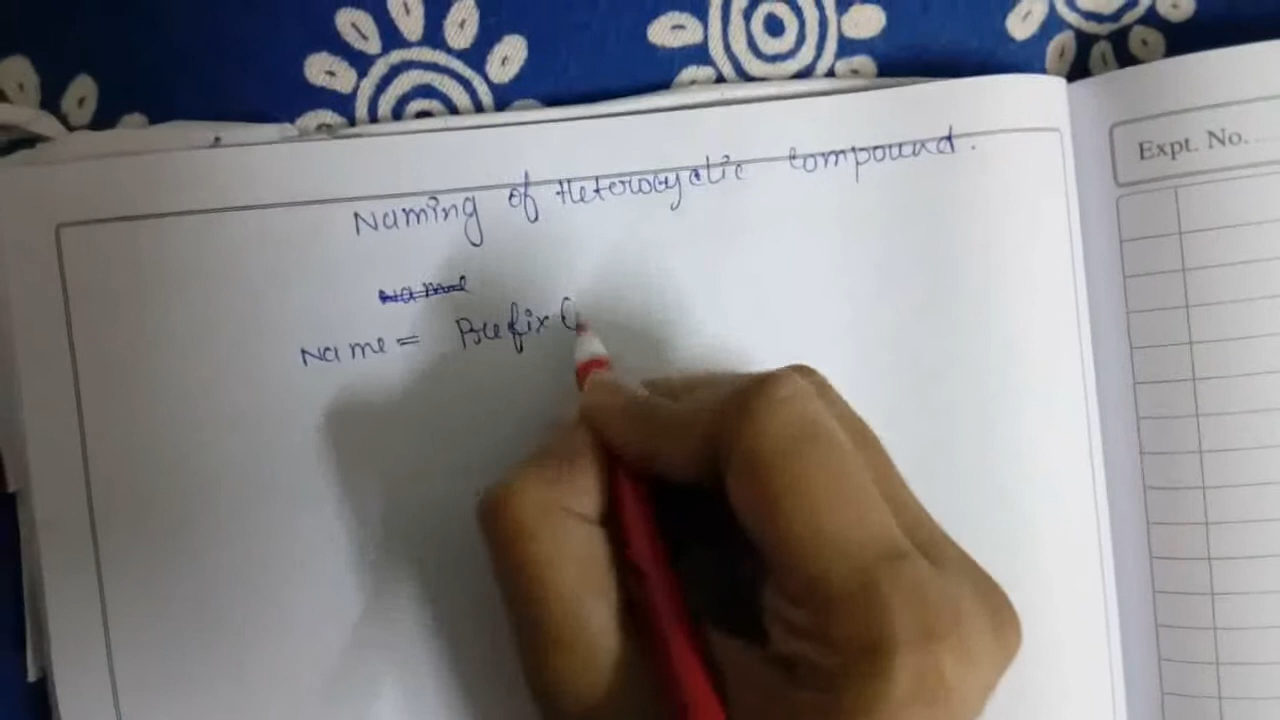 Naming of Heterocyclic Compound.
Name = Prefix (
Expt. No.